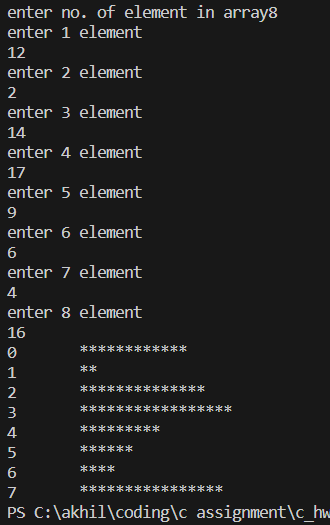 enter no. of element in array8
enter 1 element
12
enter 2 element
2
enter 3 element
14
enter 4 element
17
enter 5 element
9
enter 6 element
6
enter 7 element
4
enter 8 element
16
0       ************
1       **
2       **************
3       *****************
4       *********
5       ******
6       ****
7       ****************
PS C:\akhil\coding\c assignment\c_hw